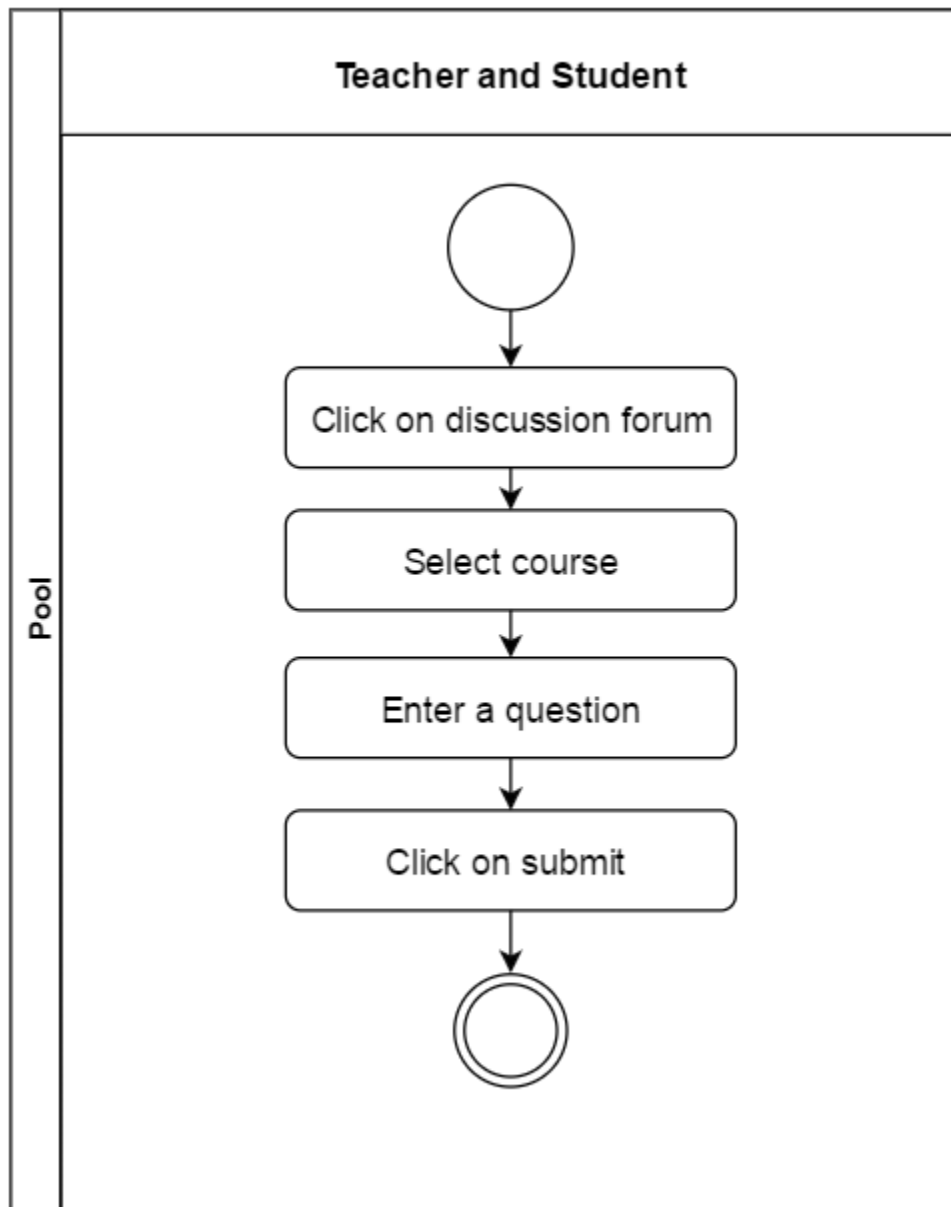 Teacher and Student
Pool
Click on discussion forum
Select course
Enter a question
Click on submit